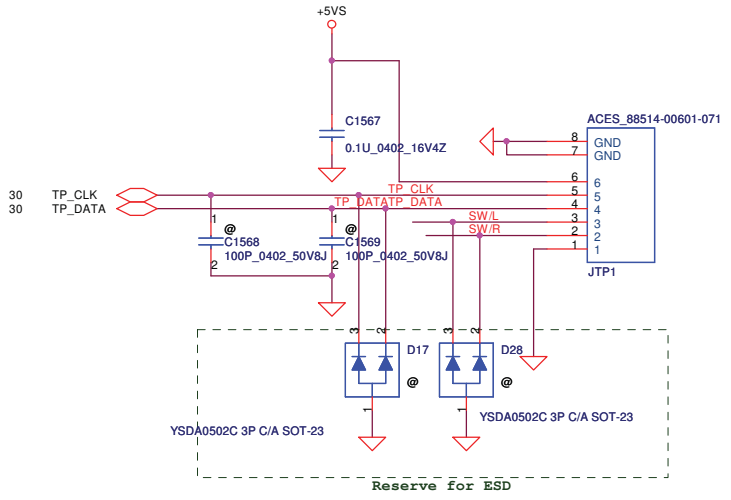 +5VS
C1567
0.1U_0402_16V4Z
ACES_88514-00601-071
8 GND
7 GND
6 6
5 5
4 4
3 3
2 2
1 1
JTP1
30 TP_CLK
30 TP_DATA
TP_CLK
TP_DATATP_DATA
SW/L
SW/R
1 @
C1568
100P_0402_50V8J
2
1 @
C1569
100P_0402_50V8J
2
3 2
D17
@
1
YSDA0502C 3P C/A SOT-23
3 2
D28
@
1
YSDA0502C 3P C/A SOT-23
Reserve for ESD